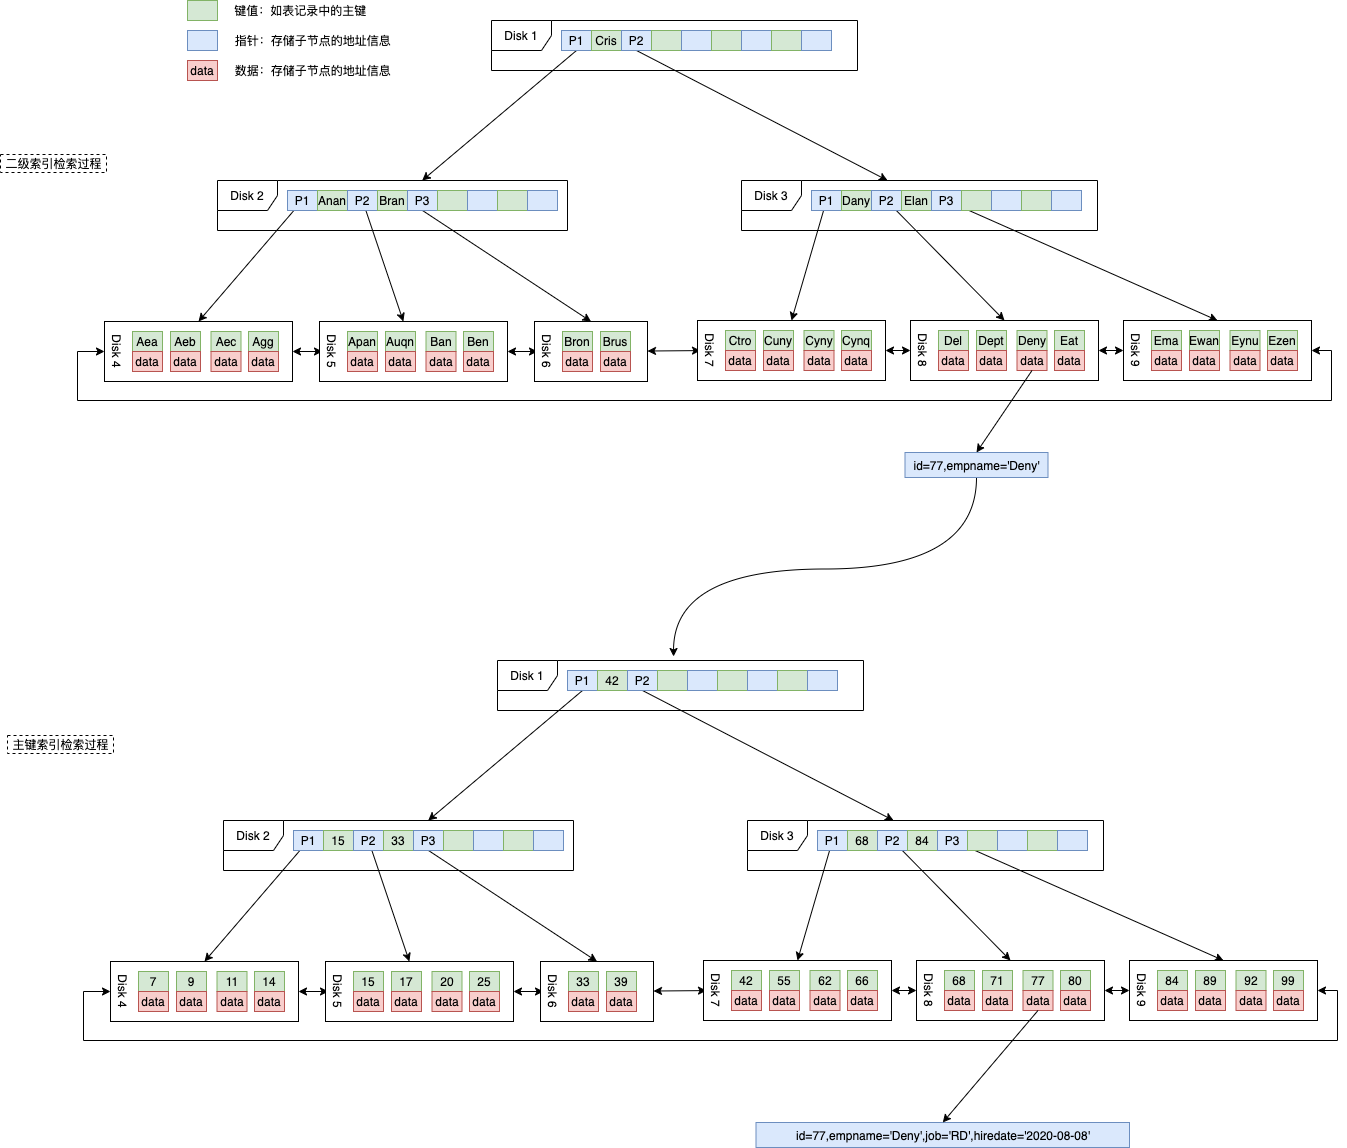 键值：如表记录中的主键
指针：存储子节点的地址信息
data 数据：存储子节点的地址信息
Disk 1 P1 Cris P2
二级索引检索过程
Disk 2 P1 Anan P2 Bran P3
Disk 3 P1 Dany P2 Elan P3
Disk 4 Aea Aeb Aec Agg
data data data data
Disk 5 Apan Auqn Ban Ben
data data data data
Disk 6 Bron Brus
data data
Disk 7 Ctro Cuny Cyny Cynq
data data data data
Disk 8 Del Dept Deny Eat
data data data data
Disk 9 Ema Ewan Eynu Ezen
data data data data
id=77,empname='Deny'
Disk 1 P1 42 P2
主键索引检索过程
Disk 2 P1 15 P2 33 P3
Disk 3 P1 68 P2 84 P3
Disk 4 7 9 11 14
data data data data
Disk 5 15 17 20 25
data data data data
Disk 6 33 39
data data
Disk 7 42 55 62 66
data data data data
Disk 8 68 71 77 80
data data data data
Disk 9 84 89 92 99
data data data data
id=77,empname='Deny',job='RD',hiredate='2020-08-08'